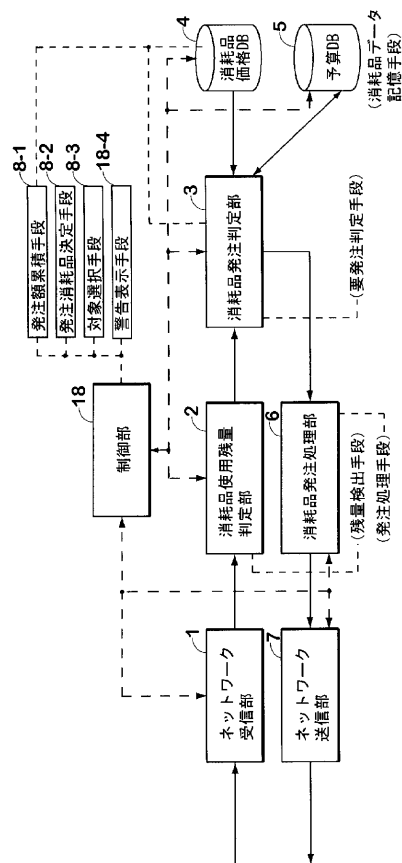 8-1
発注額累積手段
8-2
発注消耗品決定手段
8-3
対象選択手段
18-4
警告表示手段
18
制御部
4
消耗品
価格DB
5
予算DB
(消耗品データ
記憶手段)
3
消耗品発注判定部
(要発注判定手段)
2
消耗品使用残量
判定部
6
消耗品発注処理部
(残量検出手段)
(発注処理手段)
1
ネットワーク
受信部
7
ネットワーク
送信部